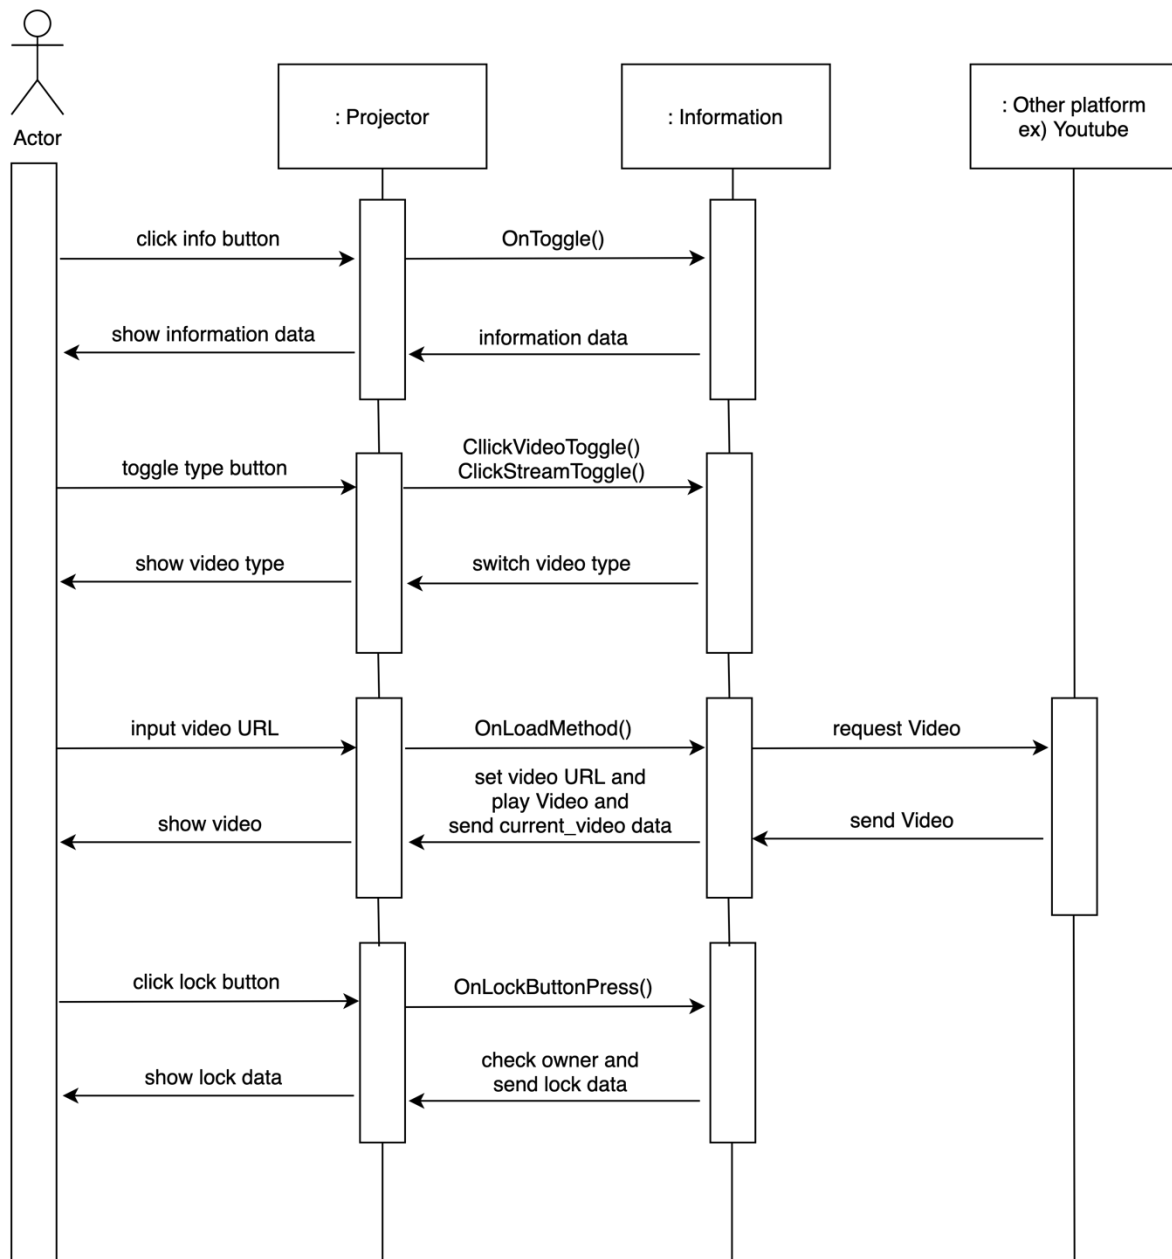 Actor
: Projector
: Information
: Other platform
ex) Youtube
click info button
OnToggle()
show information data
information data
toggle type button
CllickVideoToggle()
ClickStreamToggle()
show video type
switch video type
input video URL
OnLoadMethod()
request Video
show video
set video URL and
play Video and
send current_video data
send Video
click lock button
OnLockButtonPress()
show lock data
check owner and
send lock data